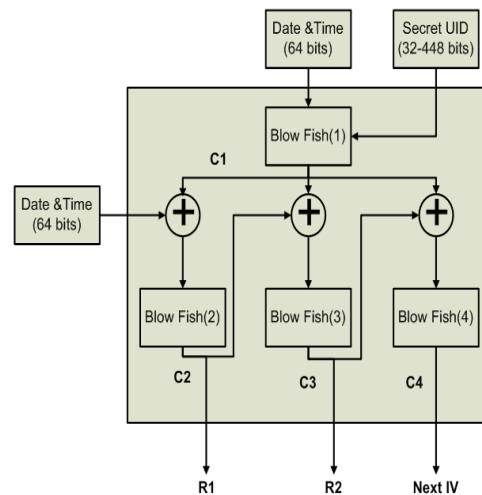 Date &Time
(64 bits)
Secret UID
(32-448 bits)
Blow Fish(1)
C1
Date &Time
(64 bits)
+
+
+
Blow Fish(2)
Blow Fish(3)
Blow Fish(4)
C2
C3
C4
R1
R2
Next IV